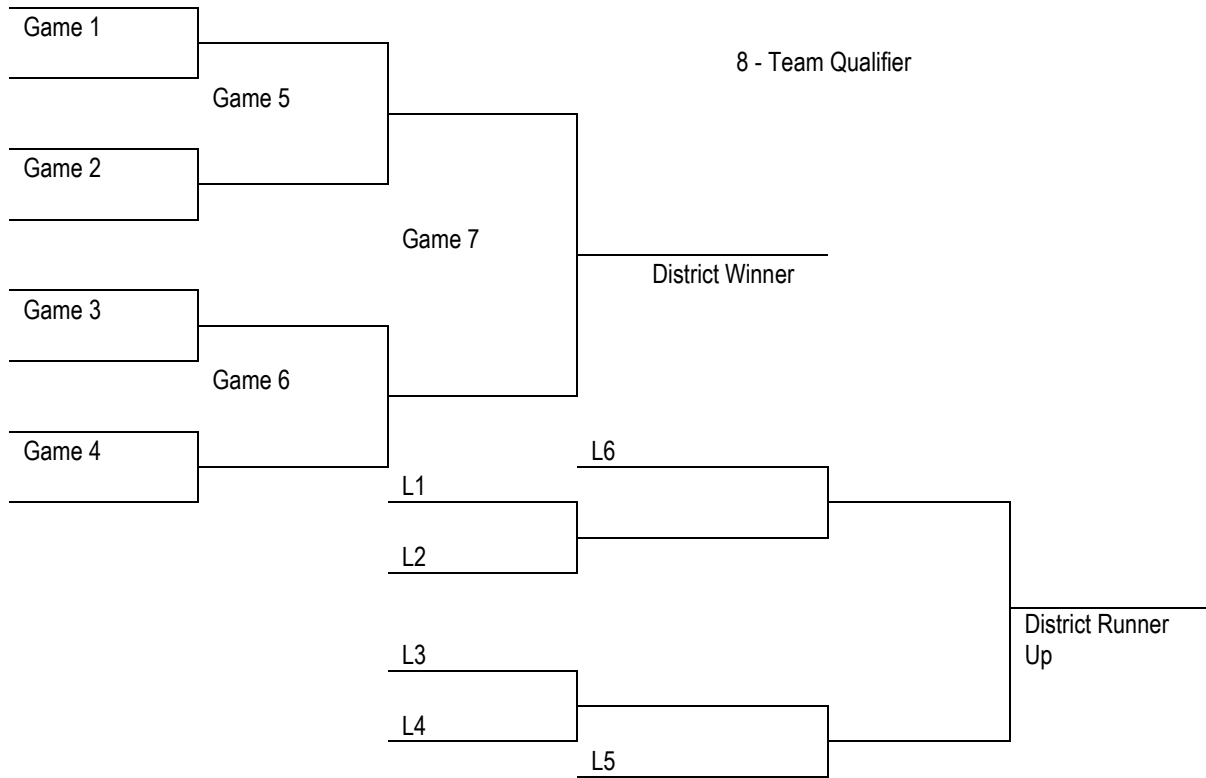 Game 1
8 - Team Qualifier
Game 5
Game 2
Game 7
District Winner
Game 3
Game 6
Game 4
L6
L1
L2
District Runner
Up
L3
L4
L5